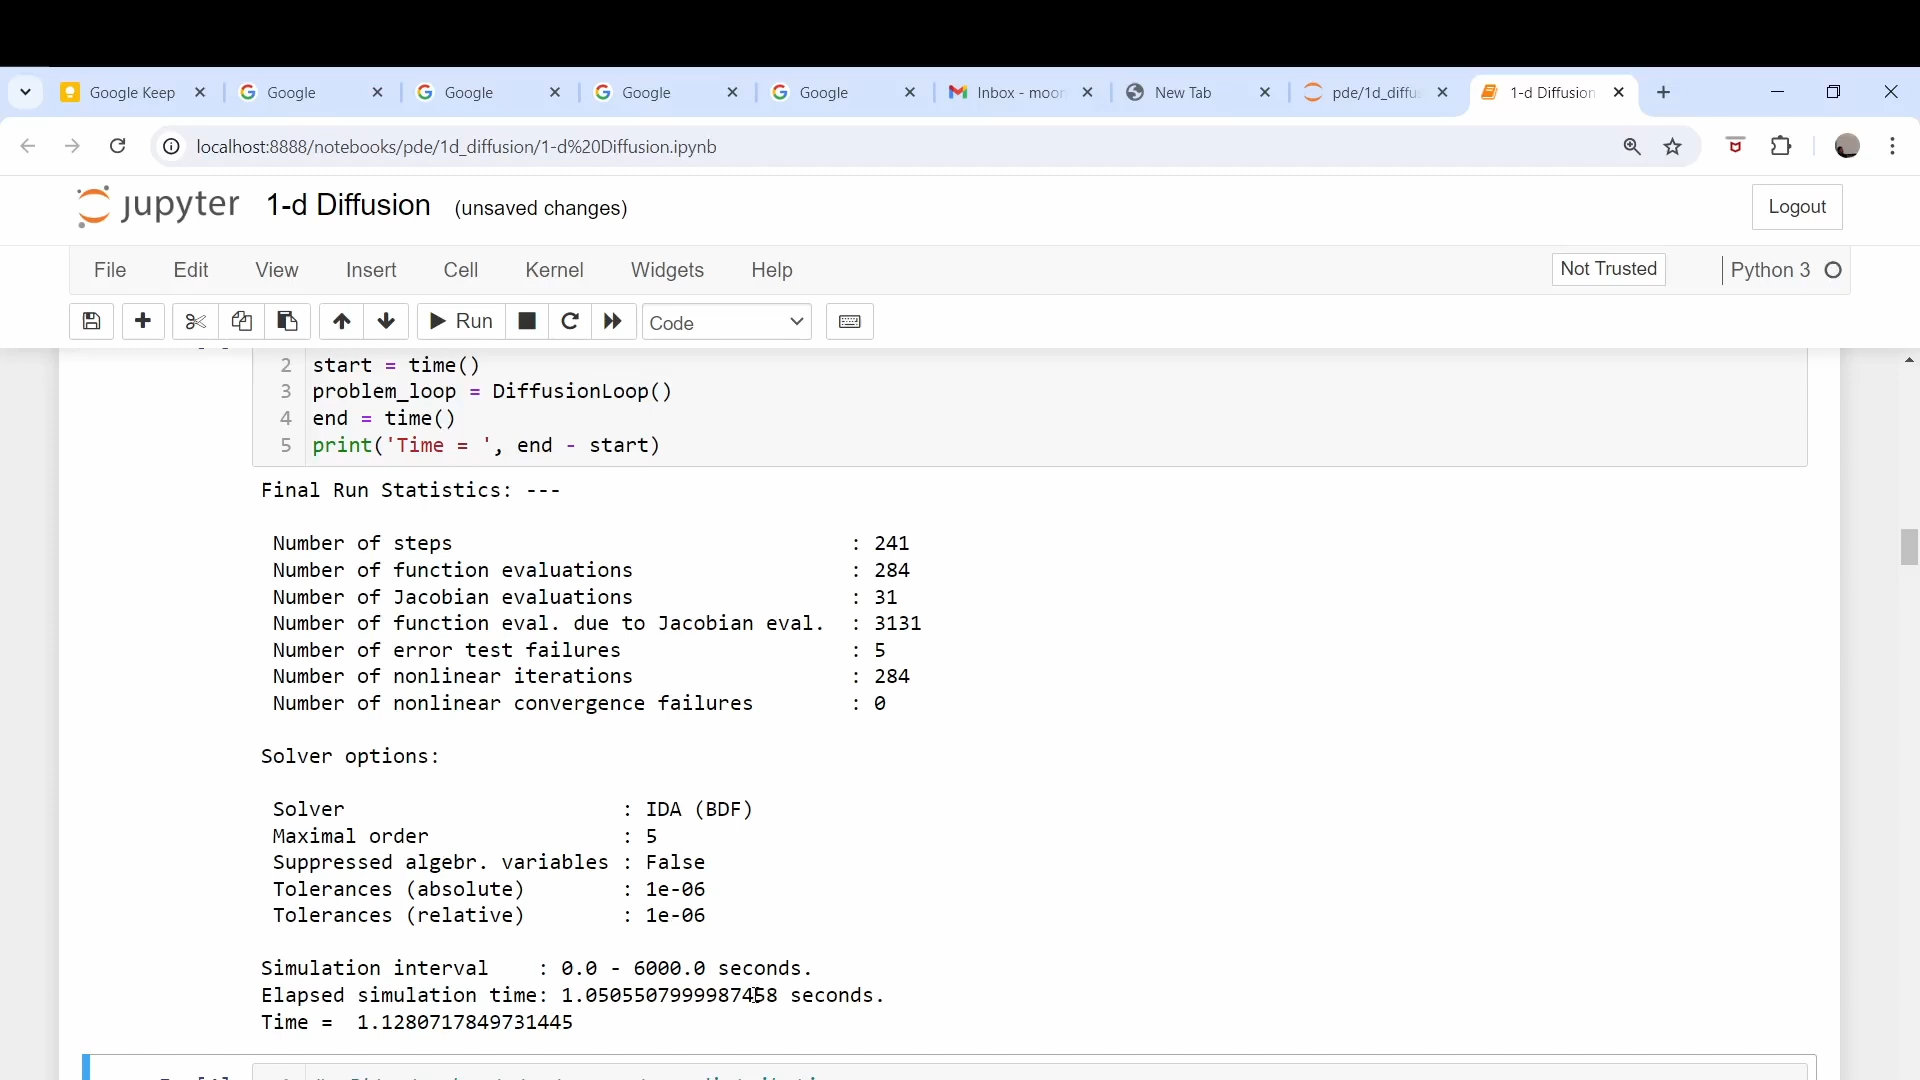 Google Keep
Google
Google
Google
Google
Inbox - moor
New Tab
pde/1d_diffu
1-d Diffusion
localhost:8888/notebooks/pde/1d_diffusion/1-d%20Diffusion.ipynb
jupyter 1-d Diffusion (unsaved changes)
Logout
File Edit View Insert Cell Kernel Widgets Help
Not Trusted
Python 3
Run
Code
2 start = time()
3 problem_loop = DiffusionLoop()
4 end = time()
5 print('Time = ', end - start)
Final Run Statistics: ---
Number of steps : 241
Number of function evaluations : 284
Number of Jacobian evaluations : 31
Number of function eval. due to Jacobian eval. : 3131
Number of error test failures : 5
Number of nonlinear iterations : 284
Number of nonlinear convergence failures : 0
Solver options:
Solver : IDA (BDF)
Maximal order : 5
Suppressed algebr. variables : False
Tolerances (absolute) : 1e-06
Tolerances (relative) : 1e-06
Simulation interval : 0.0 - 6000.0 seconds.
Elapsed simulation time: 1.0505507999987458 seconds.
Time = 1.1280717849731445